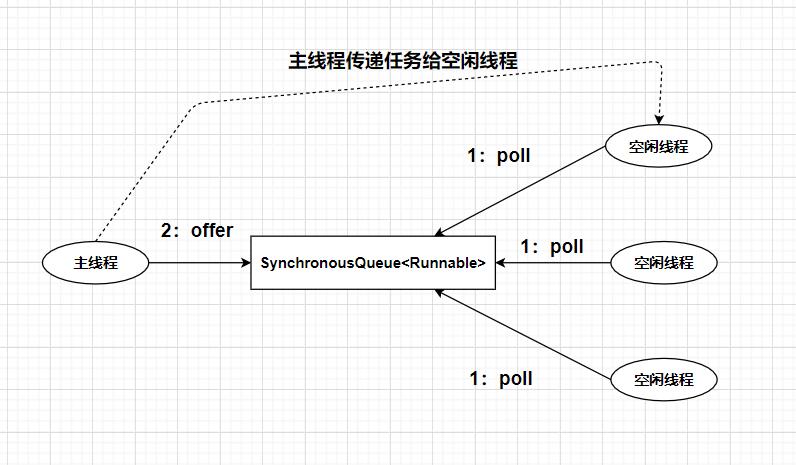 主线程传递任务给空闲线程
1：poll
空闲线程
2：offer
主线程
SynchronousQueue<Runnable>
1：poll
空闲线程
1：poll
空闲线程